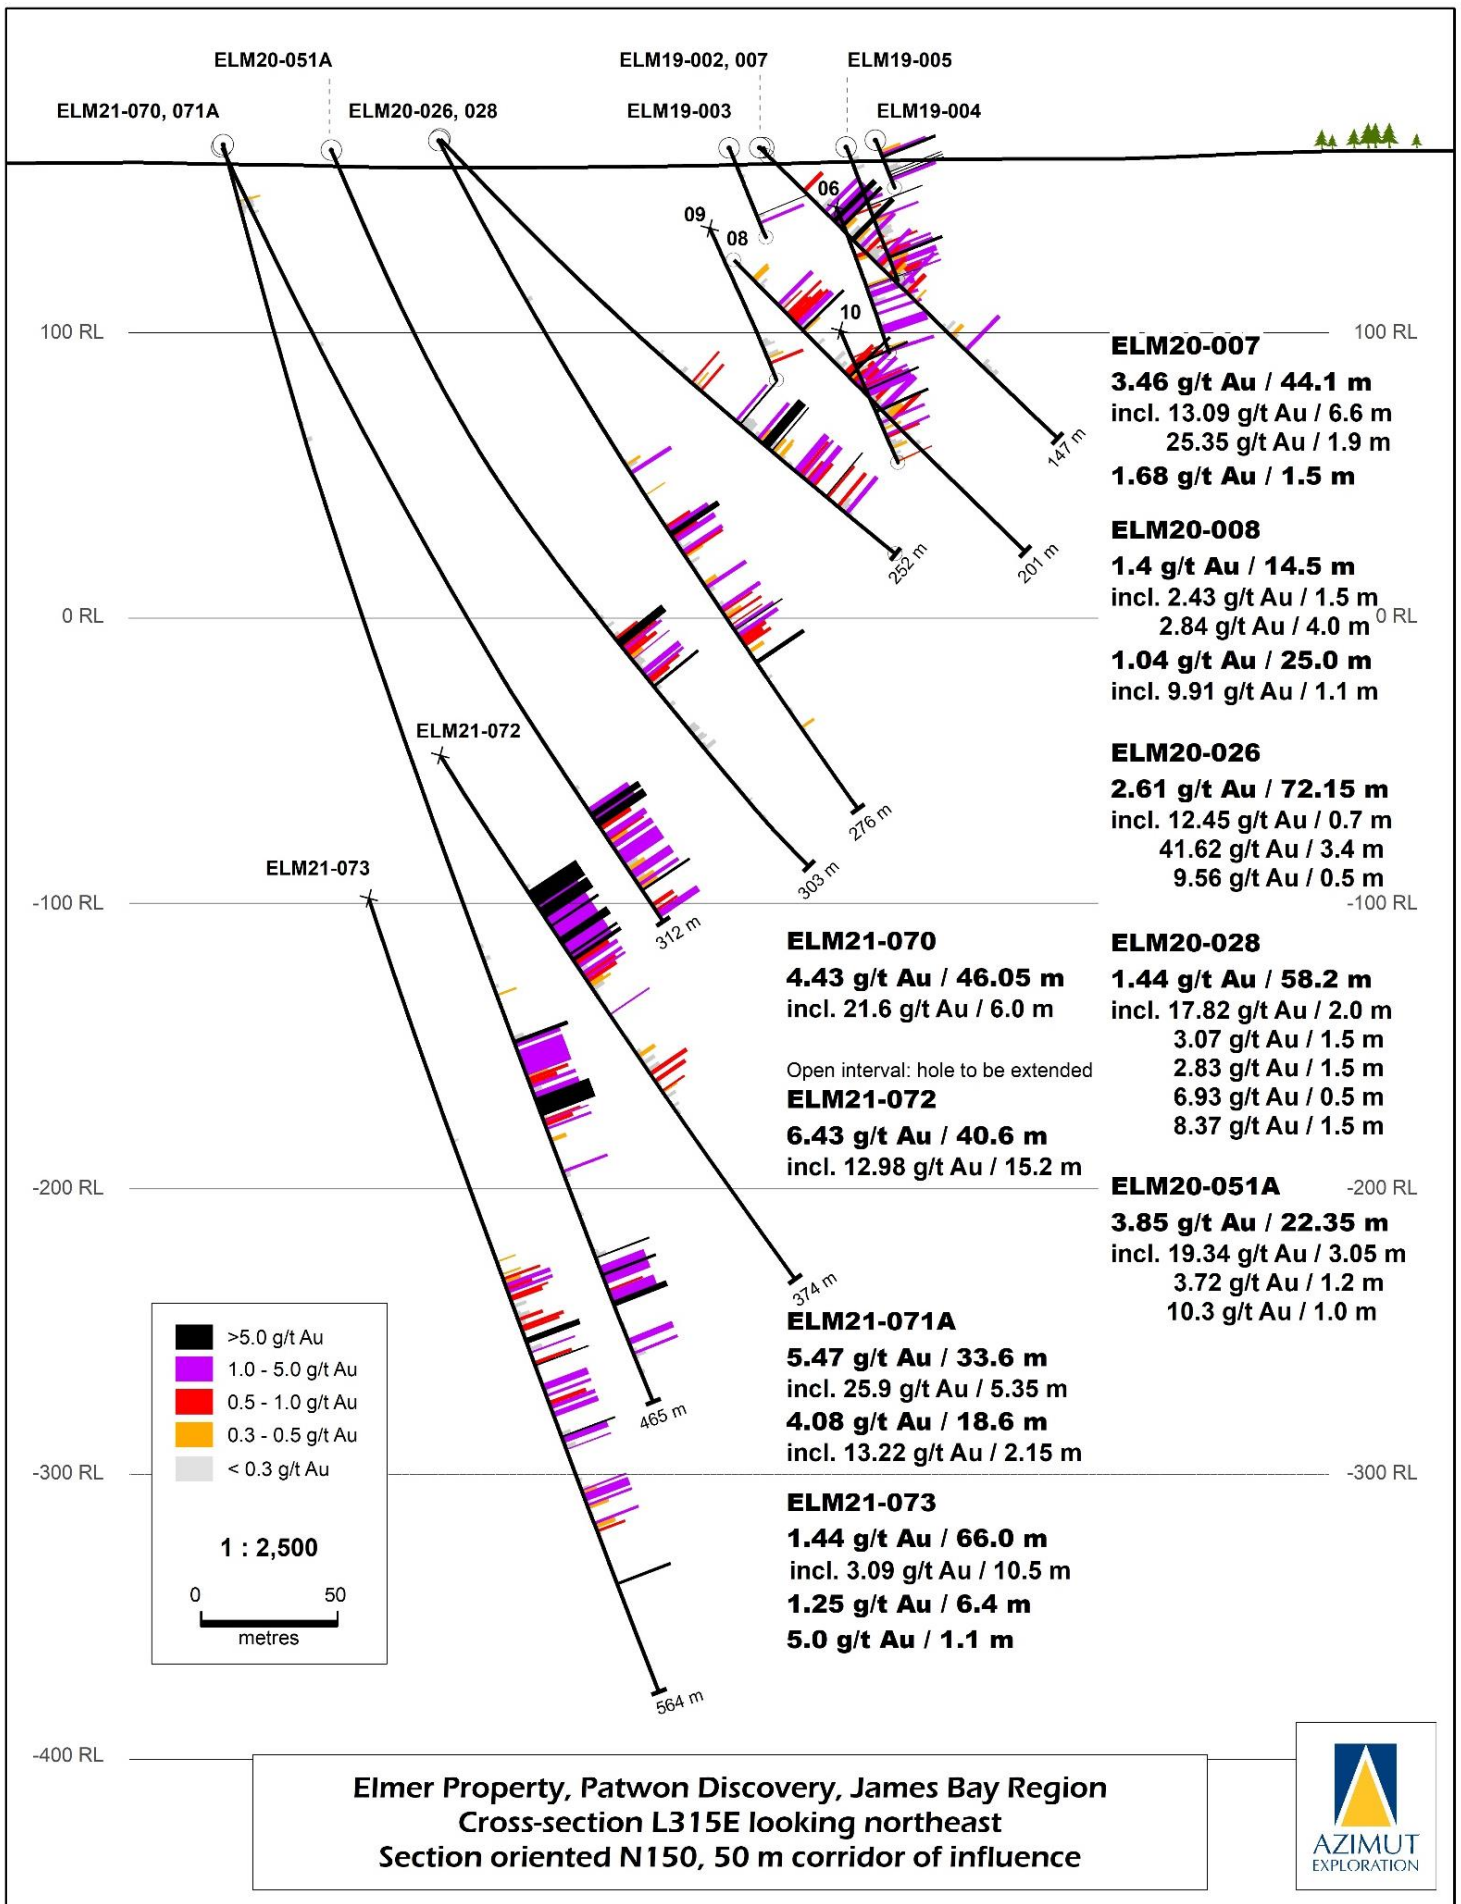 ELM20-051A
ELM19-002, 007
ELM19-005
ELM21-070, 071A
ELM20-026, 028
ELM19-003
ELM19-004
06
09
08
10
100 RL
100 RL
ELM20-007
3.46 g/t Au / 44.1 m
incl. 13.09 g/t Au / 6.6 m
25.35 g/t Au / 1.9 m
1.68 g/t Au / 1.5 m
147 m
252 m
201 m
ELM20-008
1.4 g/t Au / 14.5 m
incl. 2.43 g/t Au / 1.5 m
2.84 g/t Au / 4.0 m
1.04 g/t Au / 25.0 m
incl. 9.91 g/t Au / 1.1 m
0 RL
0 RL
ELM21-072
276 m
303 m
ELM20-026
2.61 g/t Au / 72.15 m
incl. 12.45 g/t Au / 0.7 m
41.62 g/t Au / 3.4 m
9.56 g/t Au / 0.5 m
ELM21-073
-100 RL
-100 RL
312 m
ELM21-070
4.43 g/t Au / 46.05 m
incl. 21.6 g/t Au / 6.0 m
ELM20-028
1.44 g/t Au / 58.2 m
incl. 17.82 g/t Au / 2.0 m
3.07 g/t Au / 1.5 m
2.83 g/t Au / 1.5 m
6.93 g/t Au / 0.5 m
8.37 g/t Au / 1.5 m
Open interval: hole to be extended
ELM21-072
6.43 g/t Au / 40.6 m
incl. 12.98 g/t Au / 15.2 m
-200 RL
-200 RL
ELM20-051A
3.85 g/t Au / 22.35 m
incl. 19.34 g/t Au / 3.05 m
3.72 g/t Au / 1.2 m
10.3 g/t Au / 1.0 m
374 m
ELM21-071A
5.47 g/t Au / 33.6 m
incl. 25.9 g/t Au / 5.35 m
4.08 g/t Au / 18.6 m
incl. 13.22 g/t Au / 2.15 m
465 m
>5.0 g/t Au
1.0 - 5.0 g/t Au
0.5 - 1.0 g/t Au
0.3 - 0.5 g/t Au
< 0.3 g/t Au
1 : 2,500
0 50
metres
-300 RL
-300 RL
ELM21-073
1.44 g/t Au / 66.0 m
incl. 3.09 g/t Au / 10.5 m
1.25 g/t Au / 6.4 m
5.0 g/t Au / 1.1 m
564 m
-400 RL
Elmer Property, Patwon Discovery, James Bay Region
Cross-section L315E looking northeast
Section oriented N150, 50 m corridor of influence
AZIMUT
EXPLORATION